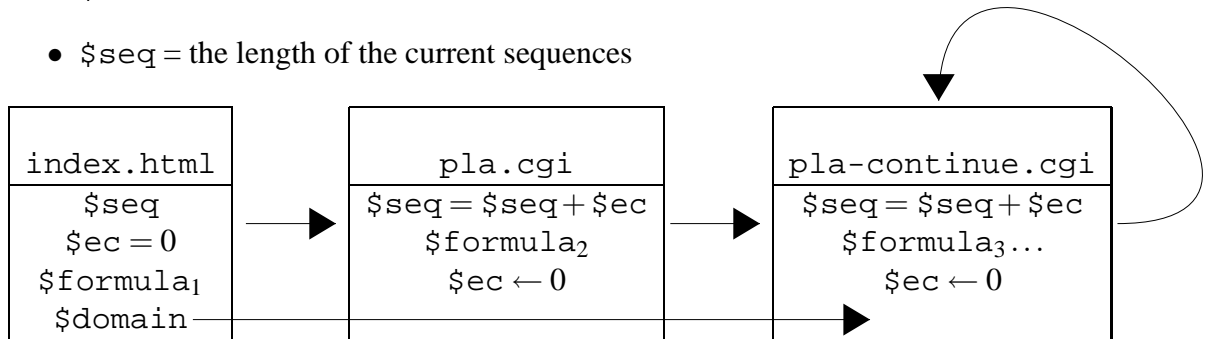 • $seq = the length of the current sequences
index.html
$seq
$ec = 0
$formula₁
$domain
pla.cgi
$seq = $seq + $ec
$formula₂
$ec ← 0
pla-continue.cgi
$seq = $seq + $ec
$formula₃...
$ec ← 0